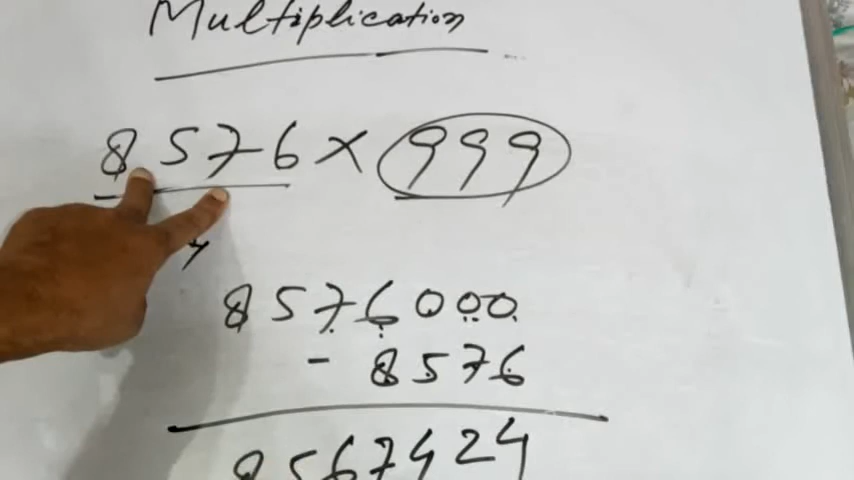 Multiplication
8576 × 999
8576000
- 8576
8567424